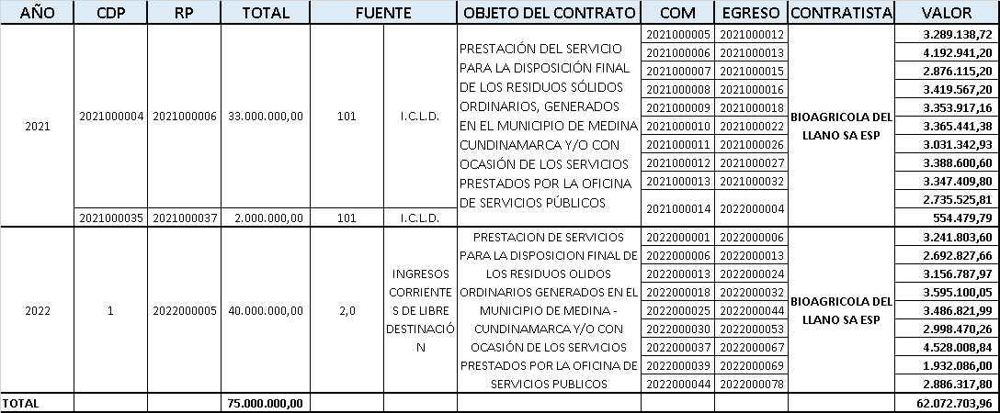 AÑO CDP RP TOTAL FUENTE OBJETO DEL CONTRATO COM EGRESO CONTRATISTA VALOR
2021
2021000004 2021000006 33.000.000,00 101 I.C.L.D.
2021000035 2021000037 2.000.000,00 101 I.C.L.D.
PRESTACIÓN DEL SERVICIO
PARA LA DISPOSICIÓN FINAL
DE LOS RESIDUOS SÓLIDOS
ORDINARIOS, GENERADOS
EN EL MUNICIPIO DE MEDINA
CUNDINAMARCA Y/O CON
OCASIÓN DE LOS SERVICIOS
PRESTADOS POR LA OFICINA
DE SERVICIOS PÚBLICOS
2021000005 2021000012
2021000006 2021000013
2021000007 2021000015
2021000008 2021000016
2021000009 2021000018
2021000010 2021000022
2021000011 2021000026
2021000012 2021000027
2021000013 2021000032
2021000014 2022000004
BIOAGRICOLA DEL
LLANO SA ESP
3.289.138,72
4.192.941,20
2.876.115,20
3.419.567,20
3.353.917,16
3.365.441,38
3.031.342,93
3.388.600,60
3.347.409,80
2.735.525,81
554.479,79
2022
1 2022000005 40.000.000,00 2,0
INGRESOS
CORRIENTE
S DE LIBRE
DESTINACIÓ
N
PRESTACION DE SERVICIOS
PARA LA DISPOSICION FINAL DE
LOS RESIDUOS OLIDOS
ORDINARIOS GENERADOS EN EL
MUNICIPIO DE MEDINA -
CUNDINAMARCA Y/O CON
OCASIÓN DE LOS SERVICIOS
PRESTADOS POR LA OFICINA DE
SERVICIOS PUBLICOS
2022000001 2022000006
2022000006 2022000013
2022000013 2022000024
2022000018 2022000032
2022000025 2022000044
2022000030 2022000053
2022000037 2022000067
2022000039 2022000069
2022000044 2022000078
BIOAGRICOLA DEL
LLANO SA ESP
3.241.803,60
2.692.827,66
3.156.787,97
3.595.100,05
3.486.821,99
2.998.470,26
4.528.008,84
1.932.086,00
2.886.317,80
TOTAL 75.000.000,00 62.072.703,96